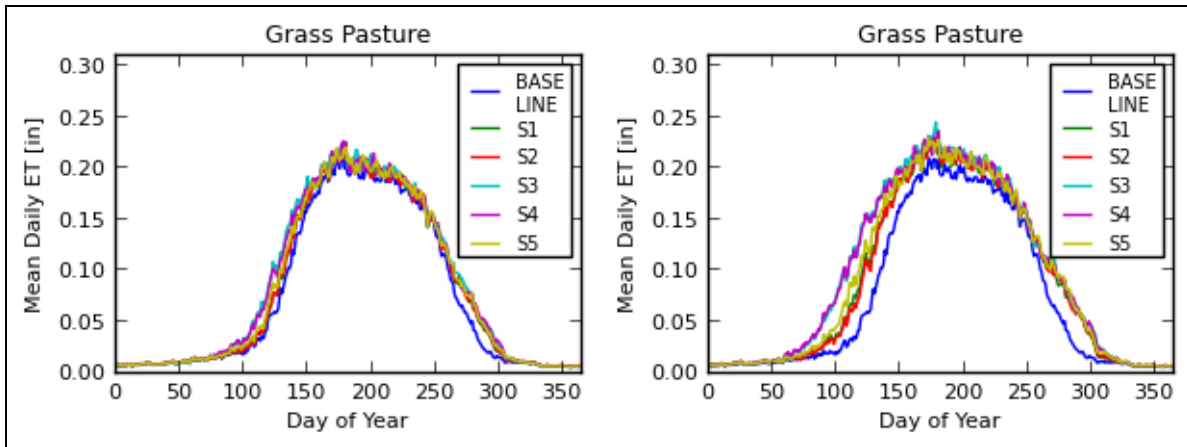 Grass Pasture
0.30
0.25
0.20
0.15
0.10
0.05
0.00
Mean Daily ET [in]
0 50 100 150 200 250 300 350
Day of Year
BASE
LINE
S1
S2
S3
S4
S5
Grass Pasture
0.30
0.25
0.20
0.15
0.10
0.05
0.00
Mean Daily ET [in]
0 50 100 150 200 250 300 350
Day of Year
BASE
LINE
S1
S2
S3
S4
S5